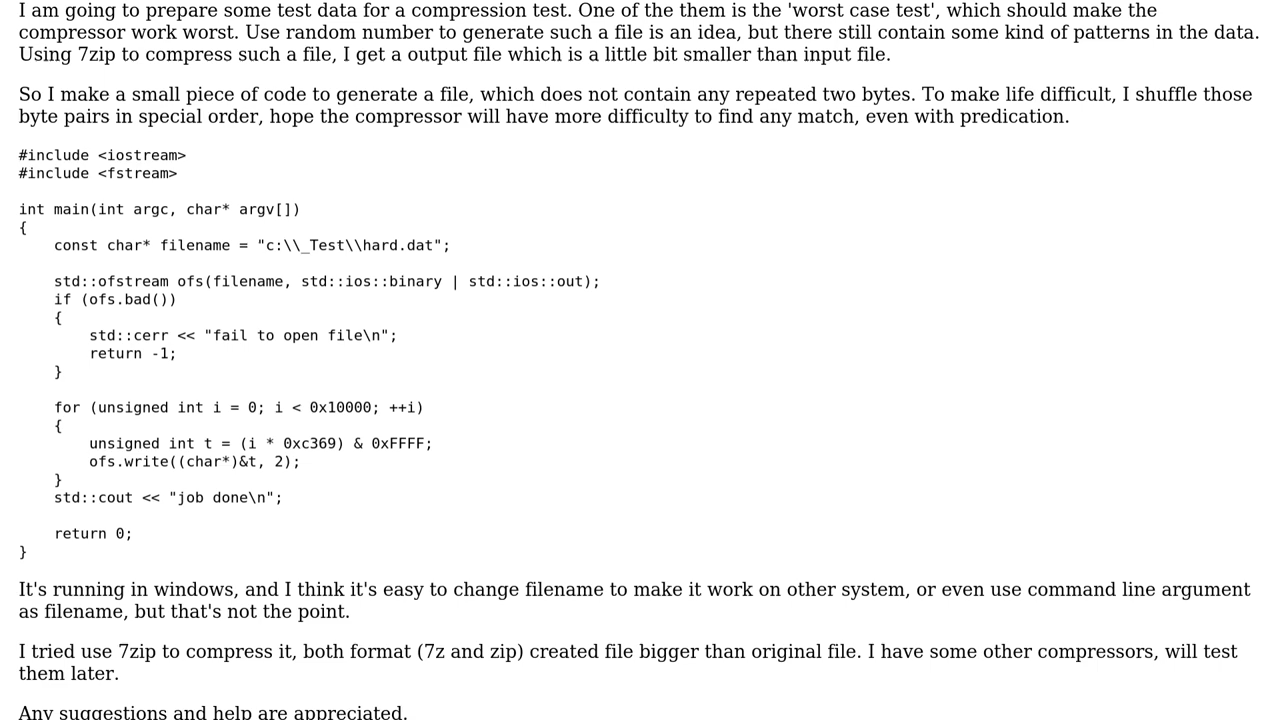 I am going to prepare some test data for a compression test. One of the them is the 'worst case test', which should make the
compressor work worst. Use random number to generate such a file is an idea, but there still contain some kind of patterns in the data.
Using 7zip to compress such a file, I get a output file which is a little bit smaller than input file.
So I make a small piece of code to generate a file, which does not contain any repeated two bytes. To make life difficult, I shuffle those
byte pairs in special order, hope the compressor will have more difficulty to find any match, even with predication.
#include <iostream>
#include <fstream>
int main(int argc, char* argv[])
{
    const char* filename = "c:\\_Test\\hard.dat";
    std::ofstream ofs(filename, std::ios::binary | std::ios::out);
    if (ofs.bad())
    {
        std::cerr << "fail to open file\n";
        return -1;
    }
    for (unsigned int i = 0; i < 0x10000; ++i)
    {
        unsigned int t = (i * 0xc369) & 0xFFFF;
        ofs.write((char*)&t, 2);
    }
    std::cout << "job done\n";
    return 0;
}
It's running in windows, and I think it's easy to change filename to make it work on other system, or even use command line argument
as filename, but that's not the point.
I tried use 7zip to compress it, both format (7z and zip) created file bigger than original file. I have some other compressors, will test
them later.
Any suggestions and help are appreciated.